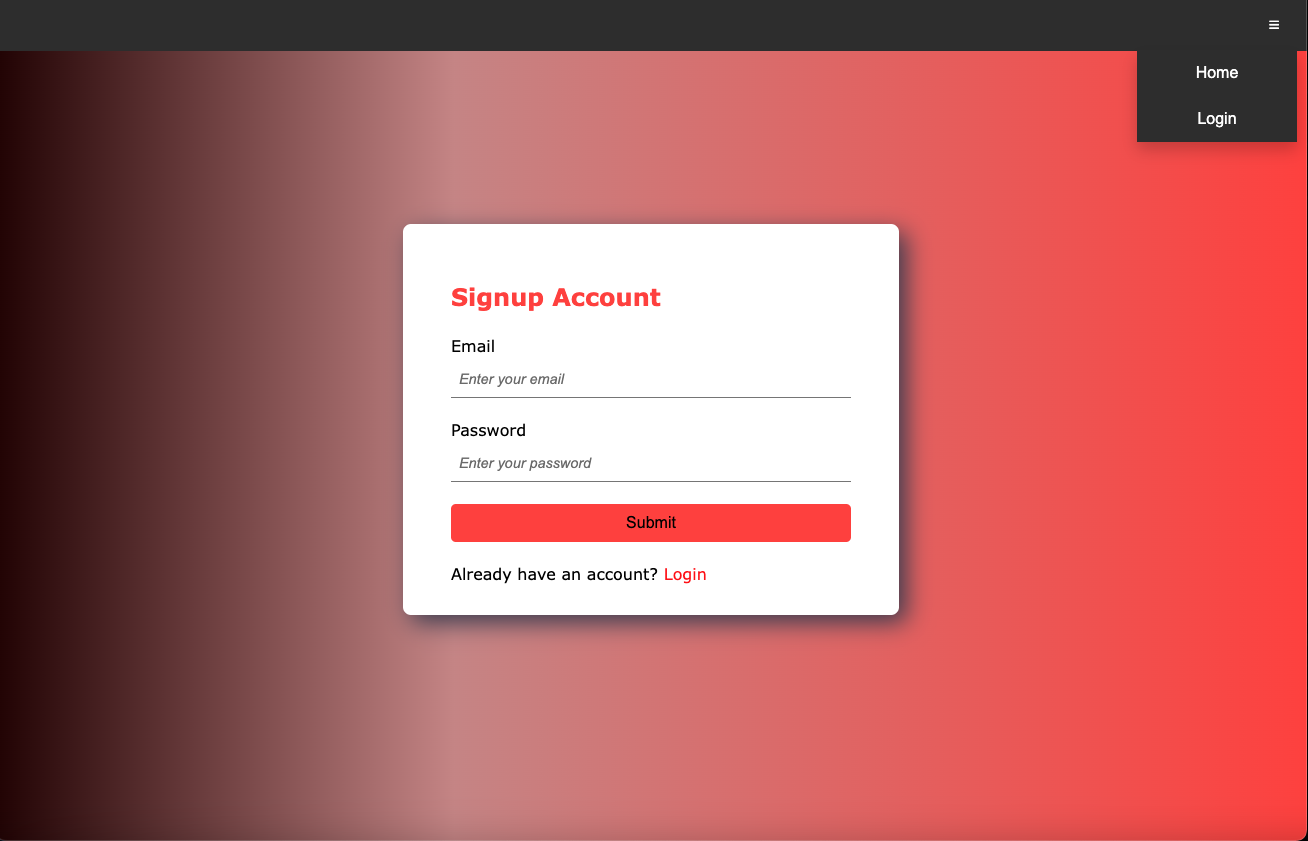 ≡
Home
Login
Signup Account
Email
Enter your email
Password
Enter your password
Submit
Already have an account? Login